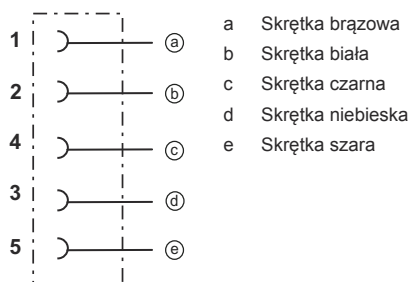 1 a
2 b
4 c
3 d
5 e
a Skrętka brązowa
b Skrętka biała
c Skrętka czarna
d Skrętka niebieska
e Skrętka szara